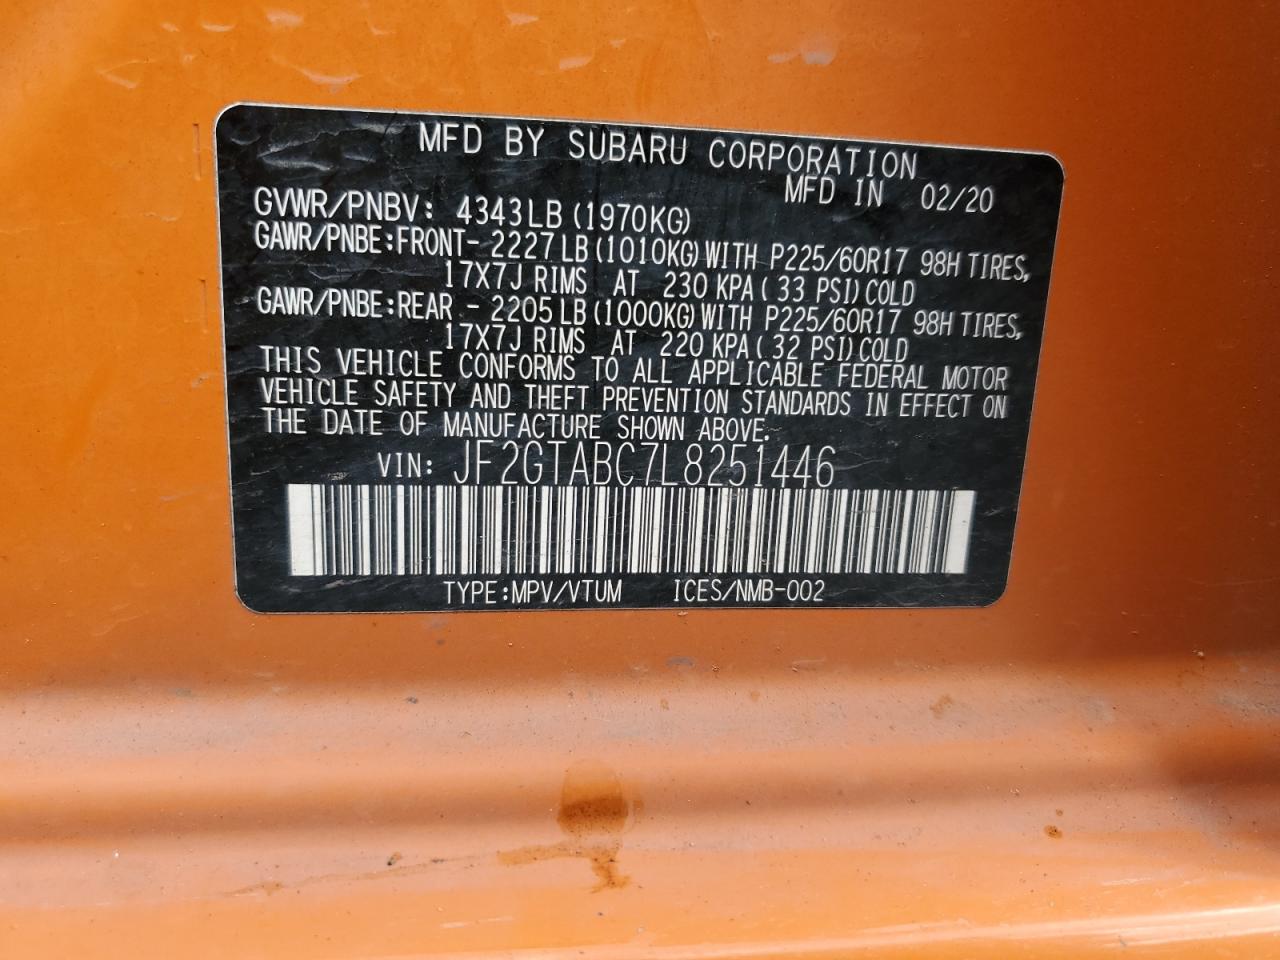 MFD BY SUBARU CORPORATION
MFD IN 02/20
GVWR/PNBV: 4343LB (1970KG)
GAWR/PNBE:FRONT- 2227 LB (1010KG) WITH P225/60R17 98H TIRES,
17X7J RIMS AT 230 KPA ( 33 PSI) COLD
GAWR/PNBE:REAR - 2205 LB (1000KG) WITH P225/60R17 98H TIRES,
17X7J RIMS AT 220 KPA ( 32 PSI) COLD
THIS VEHICLE CONFORMS TO ALL APPLICABLE FEDERAL MOTOR
VEHICLE SAFETY AND THEFT PREVENTION STANDARDS IN EFFECT ON
THE DATE OF MANUFACTURE SHOWN ABOVE.
VIN: JF2GTABC7L8251446
TYPE:MPV/VTUM ICES/NMB-002